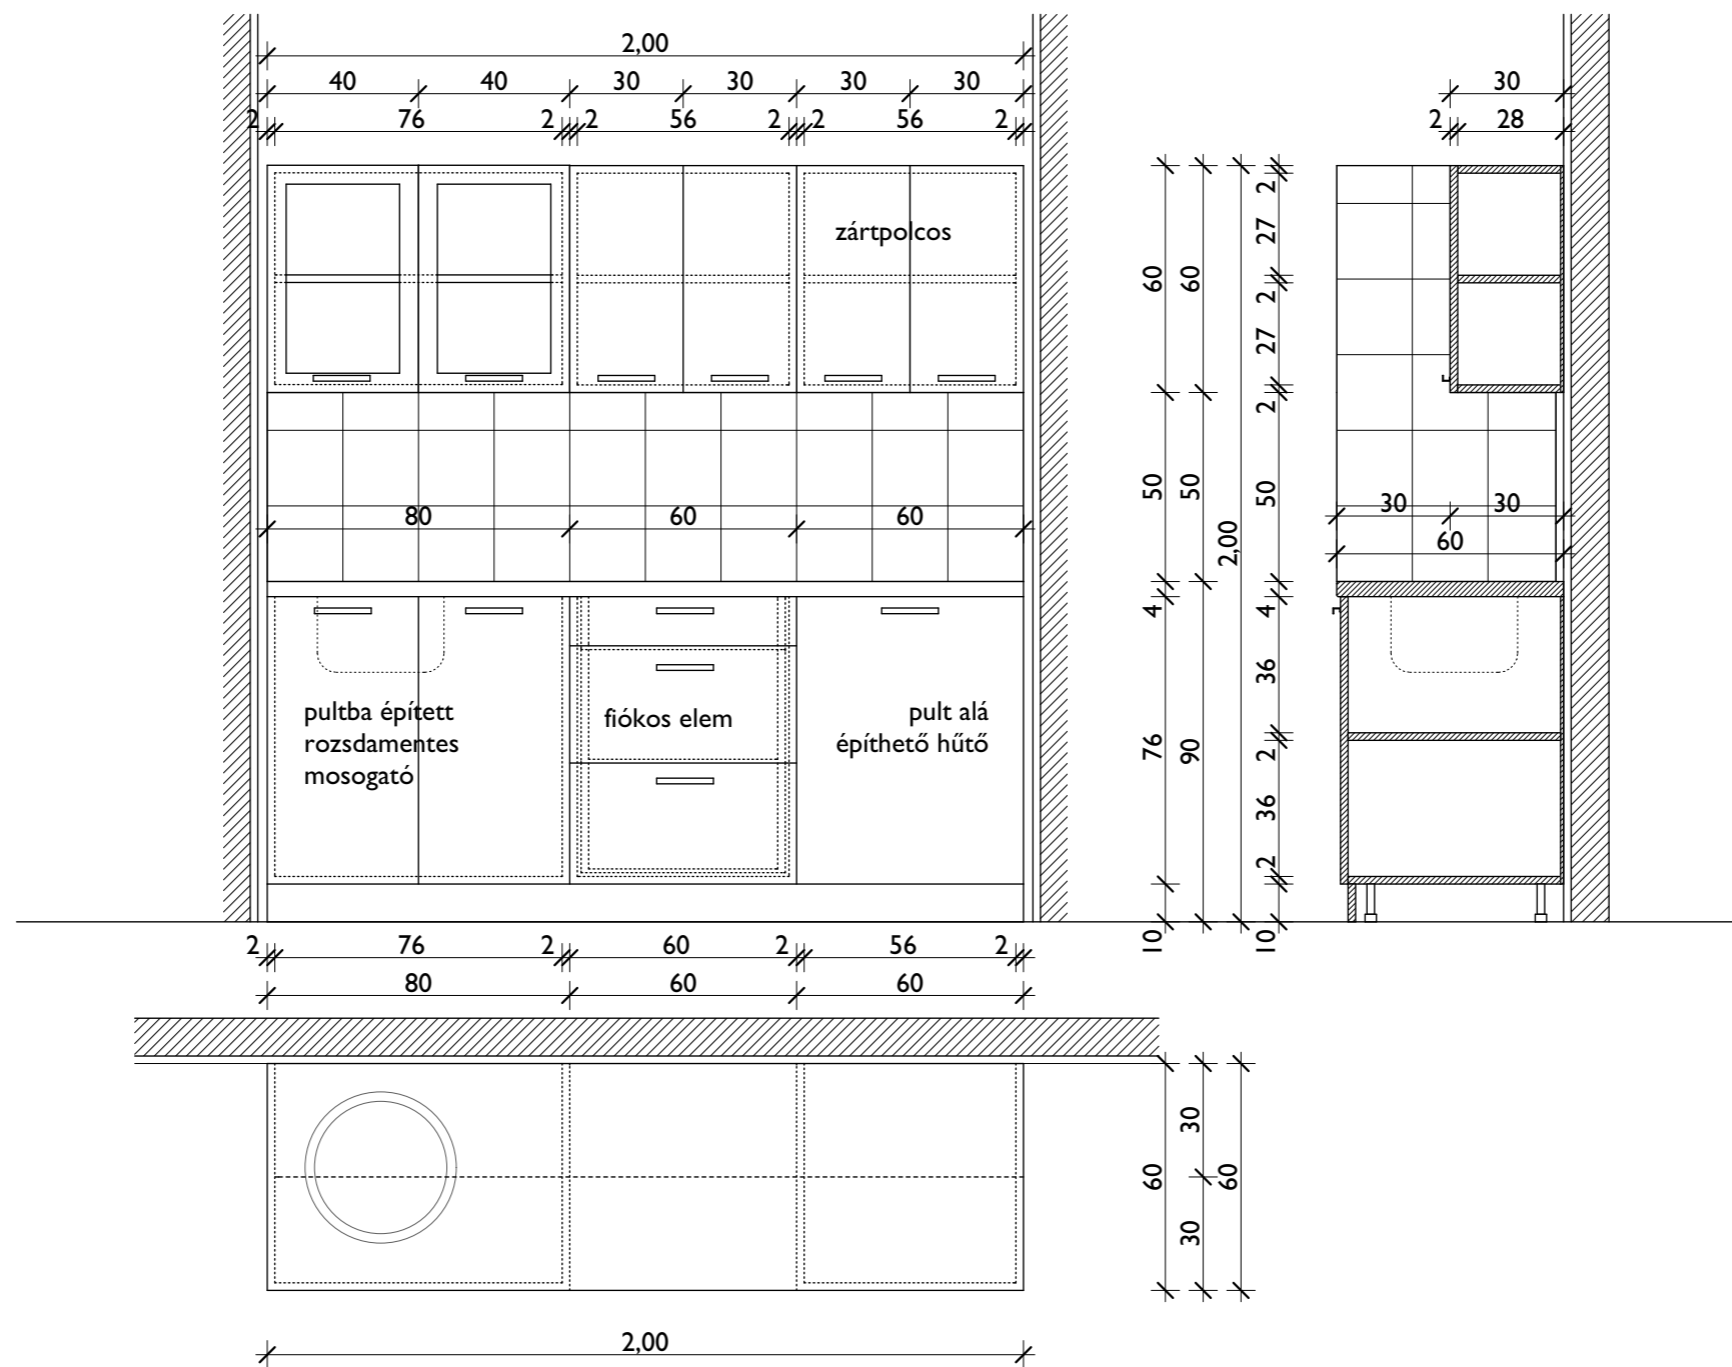 2,00
40 40 30 30 30 30
2 76 2 2 56 2 2 56 2
30
2 28
zártpolcos
60 60 2 27 2 27 2
50 50 2,00 50
80 60 60
30 30
60
4 4
76 90 36 2 36 2
10 10
pultba épített
rozsdamentes
mosogató
fiókos elem
pult alá
építhető hűtő
2 76 2 60 2 56 2
80 60 60
60 30 30 60
2,00